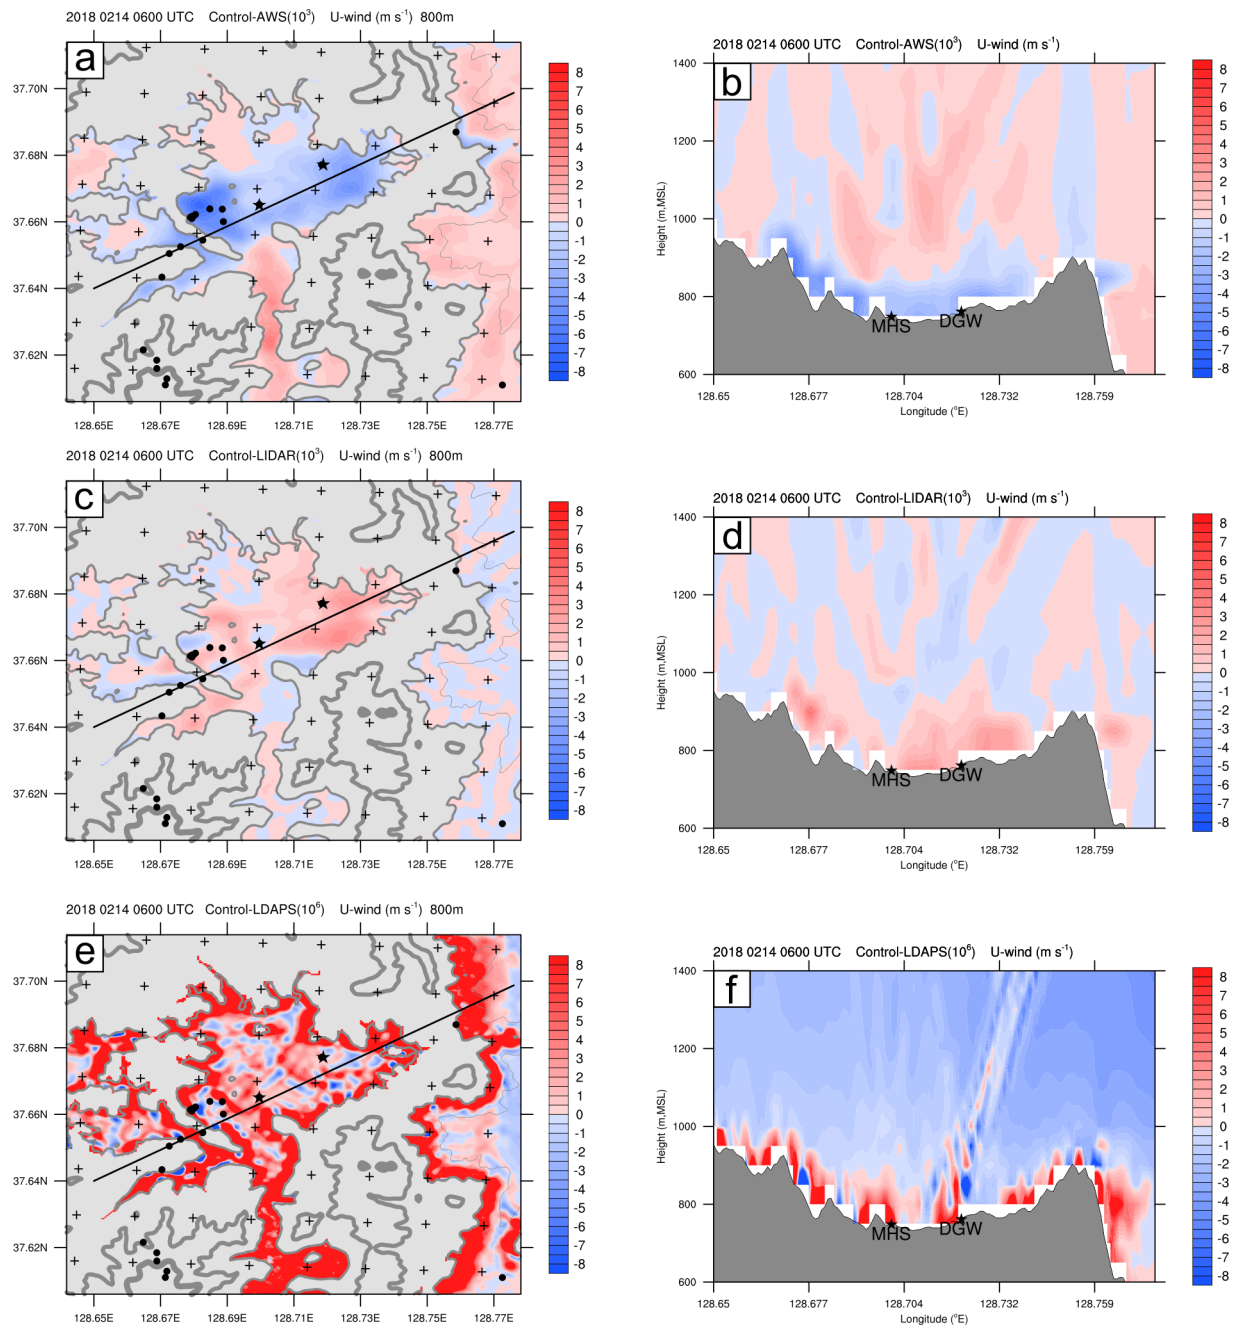 2018 0214 0600 UTC Control-AWS(10³) U-wind (m s⁻¹) 800m
a
37.70N
37.68N
37.66N
37.64N
37.62N
128.65E 128.67E 128.69E 128.71E 128.73E 128.75E 128.77E
8
7
6
5
4
3
2
1
0
-1
-2
-3
-4
-5
-6
-7
-8
2018 0214 0600 UTC Control-AWS(10³) U-wind (m s⁻¹)
b
Height (m,MSL)
1400
1200
1000
800
600
MHS DGW
128.65 128.677 128.704 128.732 128.759
Longitude (°E)
8
7
6
5
4
3
2
1
0
-1
-2
-3
-4
-5
-6
-7
-8
2018 0214 0600 UTC Control-LIDAR(10³) U-wind (m s⁻¹) 800m
c
37.70N
37.68N
37.66N
37.64N
37.62N
128.65E 128.67E 128.69E 128.71E 128.73E 128.75E 128.77E
8
7
6
5
4
3
2
1
0
-1
-2
-3
-4
-5
-6
-7
-8
2018 0214 0600 UTC Control-LIDAR(10³) U-wind (m s⁻¹)
d
Height (m,MSL)
1400
1200
1000
800
600
MHS DGW
128.65 128.677 128.704 128.732 128.759
Longitude (°E)
8
7
6
5
4
3
2
1
0
-1
-2
-3
-4
-5
-6
-7
-8
2018 0214 0600 UTC Control-LDAPS(10⁶) U-wind (m s⁻¹) 800m
e
37.70N
37.68N
37.66N
37.64N
37.62N
128.65E 128.67E 128.69E 128.71E 128.73E 128.75E 128.77E
8
7
6
5
4
3
2
1
0
-1
-2
-3
-4
-5
-6
-7
-8
2018 0214 0600 UTC Control-LDAPS(10⁶) U-wind (m s⁻¹)
f
Height (m,MSL)
1400
1200
1000
800
600
MHS DGW
128.65 128.677 128.704 128.732 128.759
Longitude (°E)
8
7
6
5
4
3
2
1
0
-1
-2
-3
-4
-5
-6
-7
-8